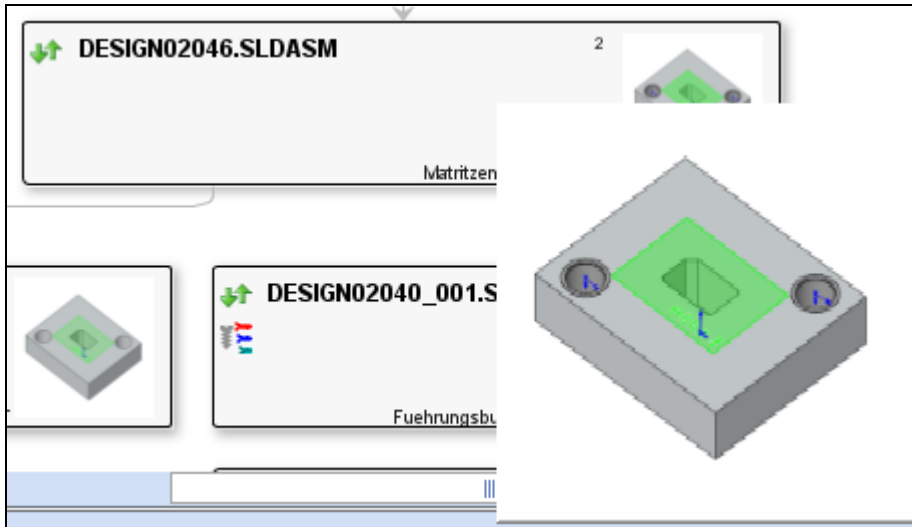 DESIGN02046.SLDASM
2
Matritzen
DESIGN02040_001.S
Fuehrungsbu